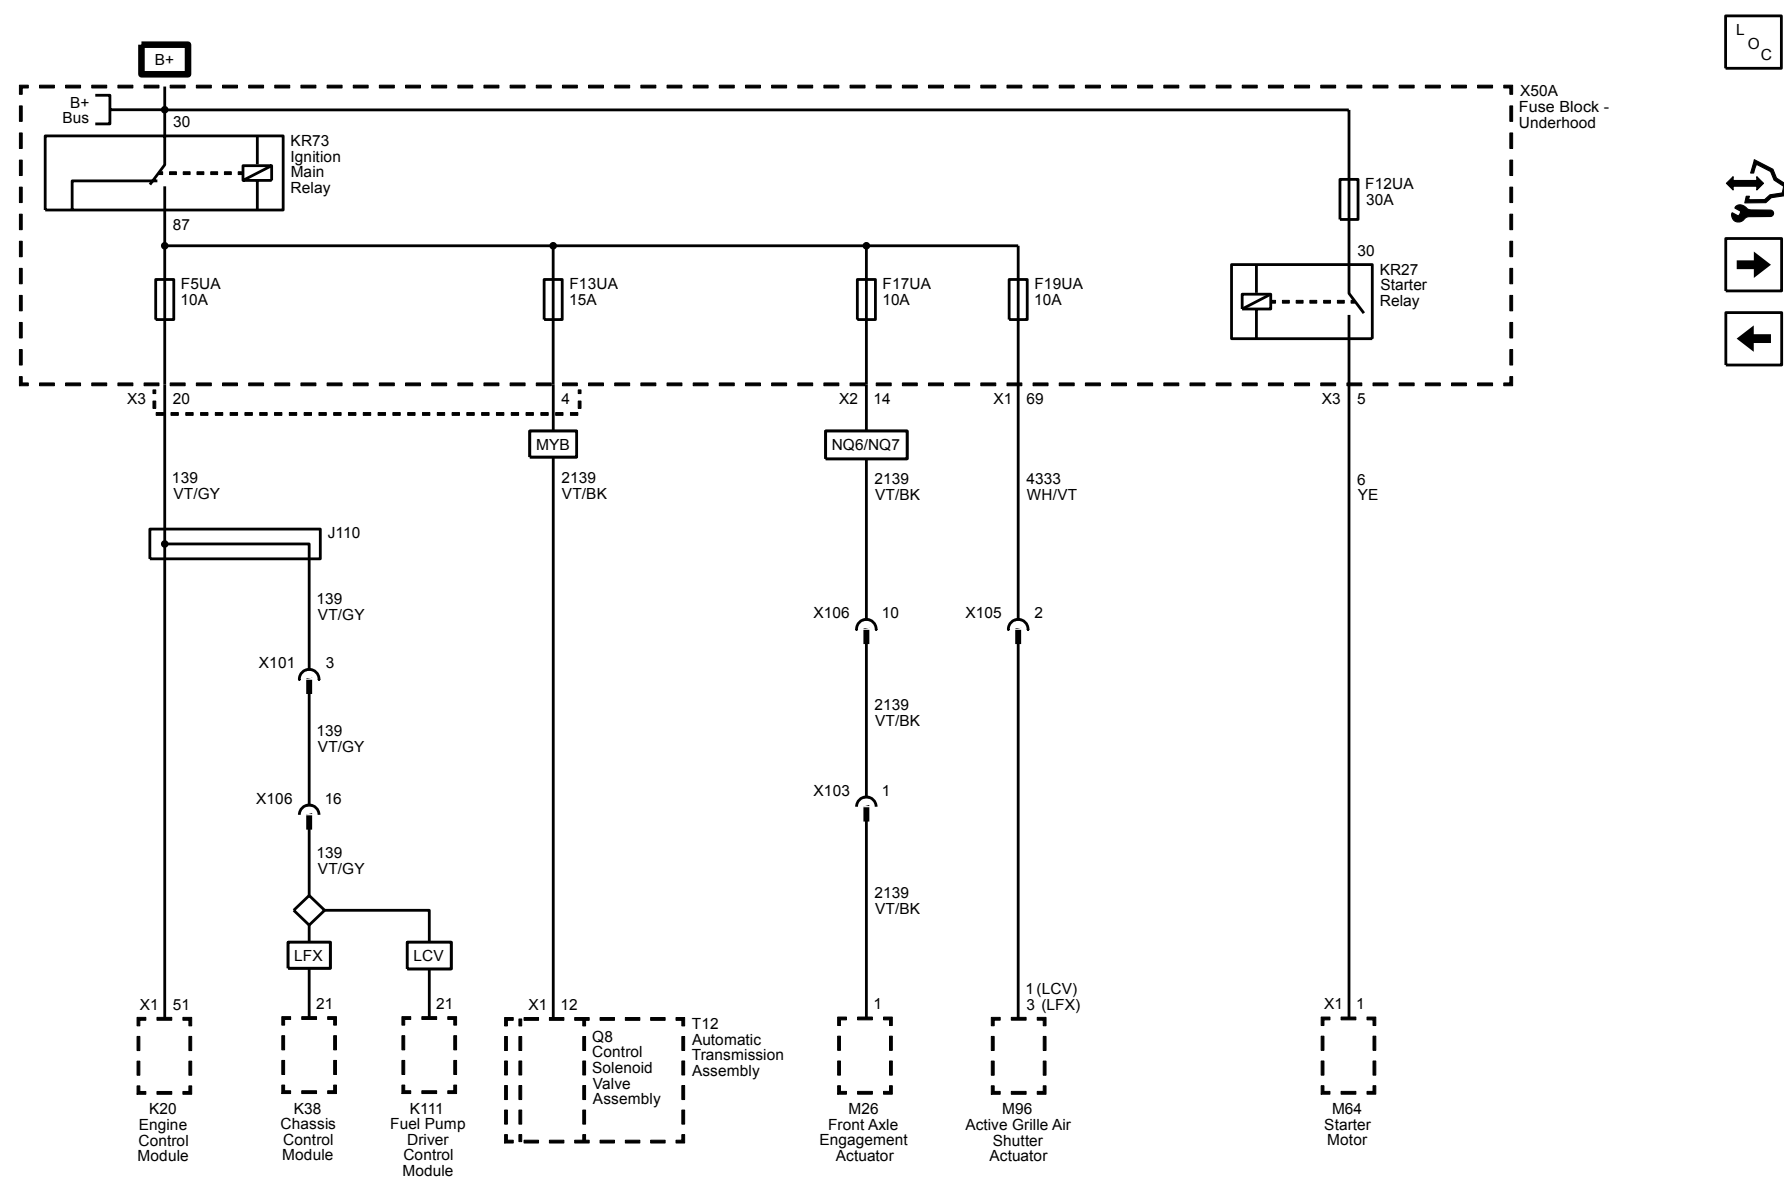 L
O
C
B+
X50A
Fuse Block -
Underhood
B+
Bus
30
KR73
Ignition
Main
Relay
87
F12UA
30A
30
KR27
Starter
Relay
F5UA
10A
F13UA
15A
F17UA
10A
F19UA
10A
X3 20
4
X2 14
X1 69
X3 5
MYB
NQ6/NQ7
139
VT/GY
2139
VT/BK
2139
VT/BK
4333
WH/VT
6
YE
J110
139
VT/GY
X106 10
X105 2
X101 3
2139
VT/BK
139
VT/GY
X106 16
X103 1
139
VT/GY
2139
VT/BK
LFX
LCV
X1 51
21
21
X1 12
1
1 (LCV)
3 (LFX)
X1 1
Q8
Control
Solenoid
Valve
Assembly
T12
Automatic
Transmission
Assembly
K20
Engine
Control
Module
K38
Chassis
Control
Module
K111
Fuel Pump
Driver
Control
Module
M26
Front Axle
Engagement
Actuator
M96
Active Grille Air
Shutter
Actuator
M64
Starter
Motor